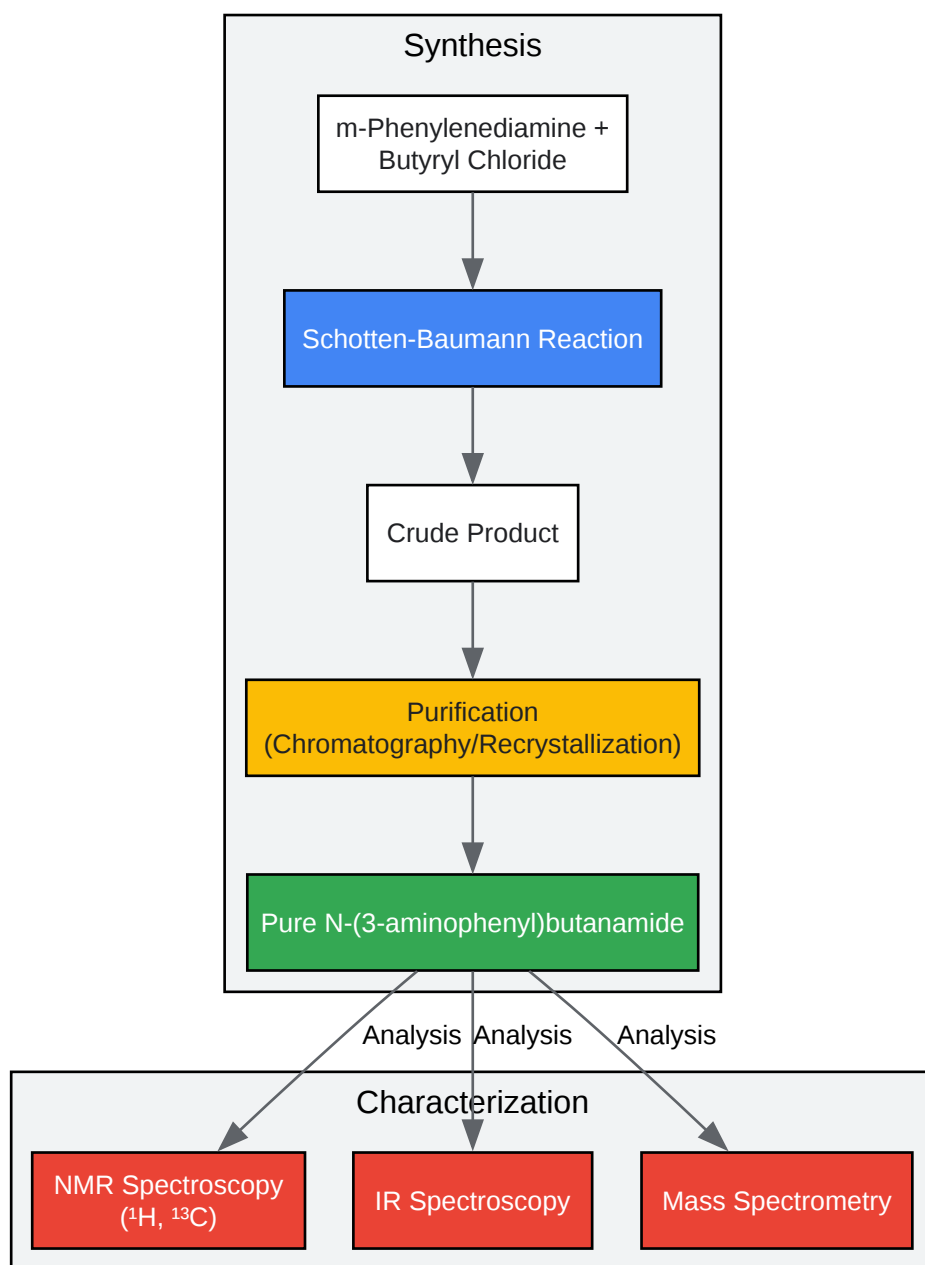 Synthesis
m-Phenylenediamine +
Butyryl Chloride
Schotten-Baumann Reaction
Crude Product
Purification
(Chromatography/Recrystallization)
Pure N-(3-aminophenyl)butanamide
Analysis
Analysis
Analysis
Characterization
NMR Spectroscopy
(¹H, ¹³C)
IR Spectroscopy
Mass Spectrometry